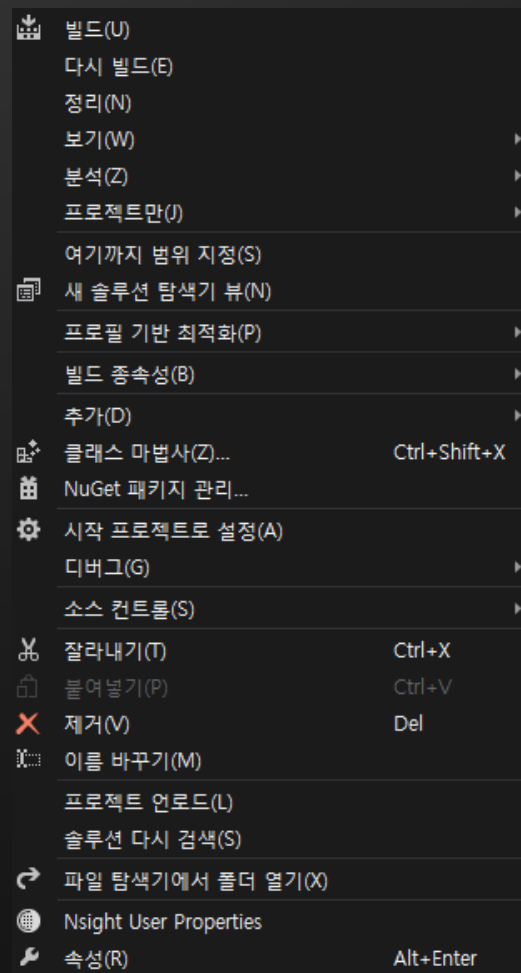 빌드(U)
다시 빌드(E)
정리(N)
보기(W)
분석(Z)
프로젝트만(J)
여기까지 범위 지정(S)
새 솔루션 탐색기 뷰(N)
프로필 기반 최적화(P)
빌드 종속성(B)
추가(D)
클래스 마법사(Z)... Ctrl+Shift+X
NuGet 패키지 관리...
시작 프로젝트로 설정(A)
디버그(G)
소스 컨트롤(S)
잘라내기(T) Ctrl+X
붙여넣기(P) Ctrl+V
제거(V) Del
이름 바꾸기(M)
프로젝트 언로드(L)
솔루션 다시 검색(S)
파일 탐색기에서 폴더 열기(X)
Nsight User Properties
속성(R) Alt+Enter